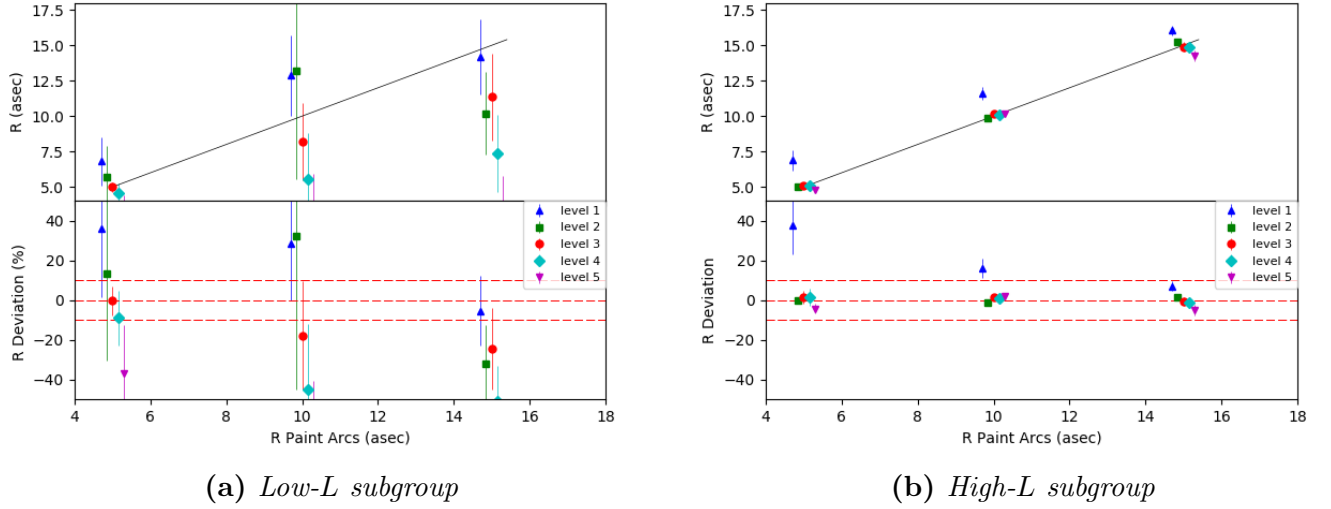 17.5
15.0
12.5
10.0
7.5
5.0
R (asec)
40
20
0
−20
−40
R Deviation (%)
level 1
level 2
level 3
level 4
level 5
4 6 8 10 12 14 16 18
R Paint Arcs (asec)
(a) Low-L subgroup
17.5
15.0
12.5
10.0
7.5
5.0
R (asec)
40
20
0
−20
−40
R Deviation
level 1
level 2
level 3
level 4
level 5
4 6 8 10 12 14 16 18
R Paint Arcs (asec)
(b) High-L subgroup